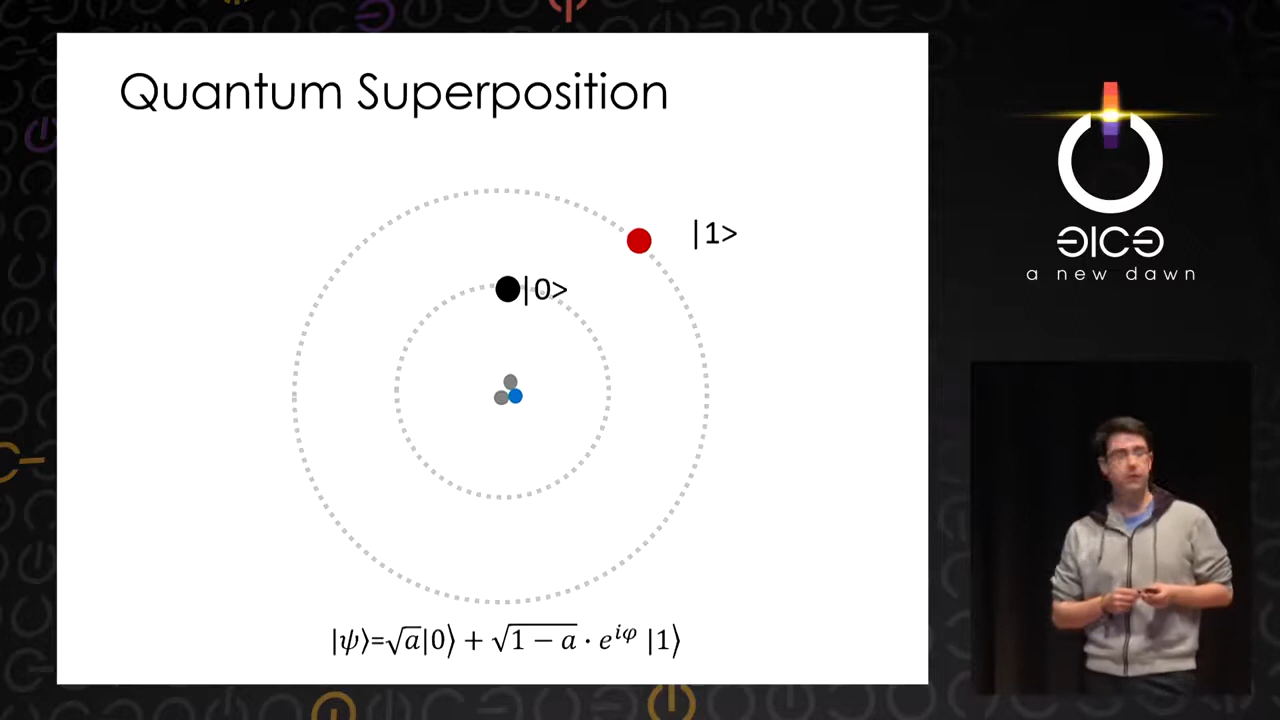 Quantum Superposition
|1>
|0>
|ψ⟩=√a|0⟩ + √1 − a · e^{iφ} |1⟩
ǝICǝ
a new dawn